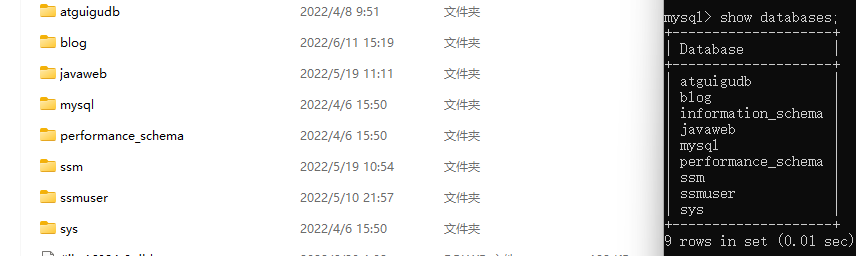 atguigudb 2022/4/8 9:51 文件夹
blog 2022/6/11 15:19 文件夹
javaweb 2022/5/19 11:11 文件夹
mysql 2022/4/6 15:50 文件夹
performance_schema 2022/4/6 15:50 文件夹
ssm 2022/5/19 10:54 文件夹
ssmuser 2022/5/10 21:57 文件夹
sys 2022/4/6 15:50 文件夹
mysql> show databases;
+--------------------+
| Database           |
+--------------------+
| atguigudb          |
| blog               |
| information_schema |
| javaweb            |
| mysql              |
| performance_schema |
| ssm                |
| ssmuser            |
| sys                |
+--------------------+
9 rows in set (0.01 sec)